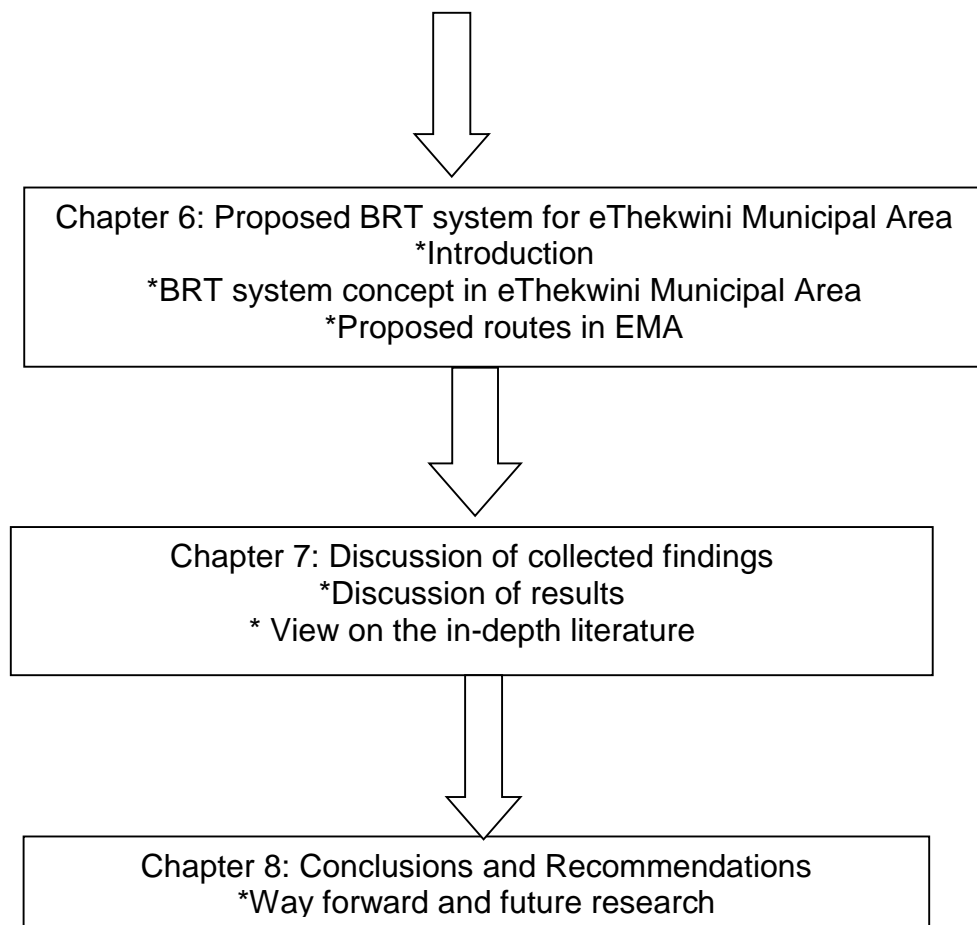 Chapter 6: Proposed BRT system for eThekwini Municipal Area
*Introduction
*BRT system concept in eThekwini Municipal Area
*Proposed routes in EMA
Chapter 7: Discussion of collected findings
*Discussion of results
* View on the in-depth literature
Chapter 8: Conclusions and Recommendations
*Way forward and future research